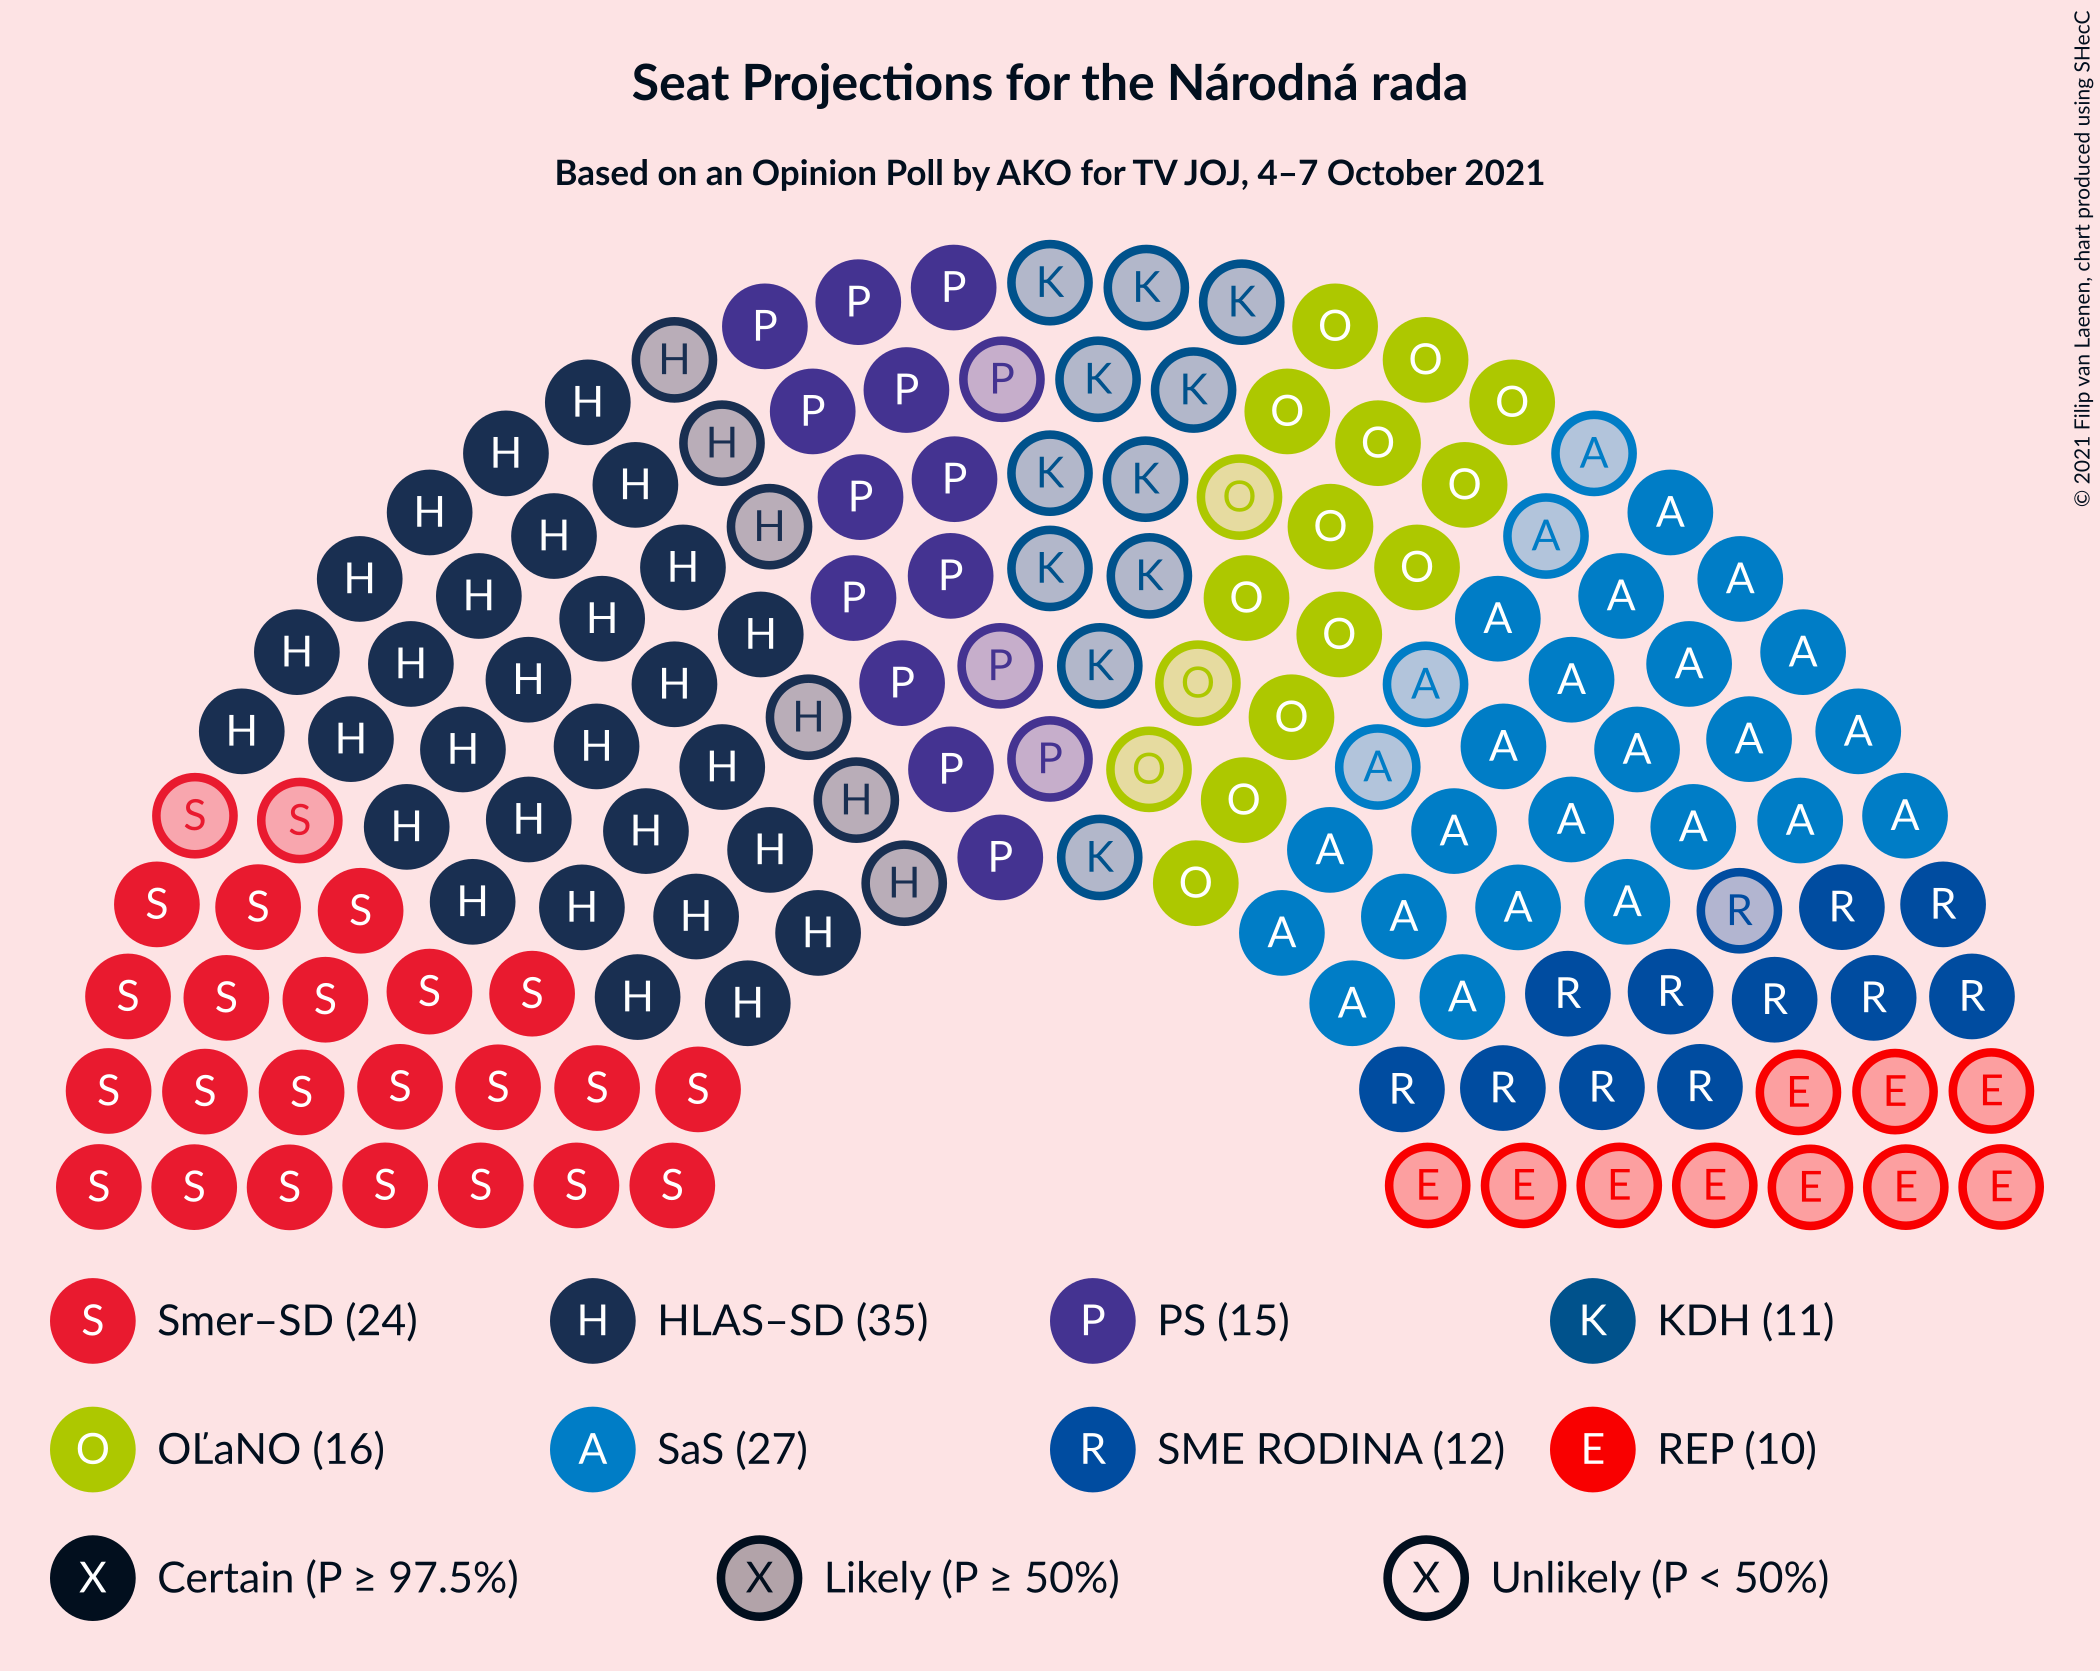 Seat Projections for the Národná rada
Based on an Opinion Poll by AKO for TV JOJ, 4–7 October 2021
© 2021 Filip van Laenen, chart produced using SHecC
P P P K K K O
H H P P P K K O O O
H H H P P K K O O O A
H H H H H H P P K K O O O A A A A
H H H H H H P P K O O A A A A A
H H H H H H P P O O A A A A A
S S H H H H H P K O A A A A A A
S S S H H H H H O A A A A R R R
S S S S S H H A A R R R R R
S S S S S S S R R R R E E E
S S S S S S S E E E E E E E
S Smer–SD (24) H HLAS–SD (35) P PS (15) K KDH (11)
O OĽaNO (16) A SaS (27) R SME RODINA (12) E REP (10)
X Certain (P ≥ 97.5%) X Likely (P ≥ 50%) X Unlikely (P < 50%)